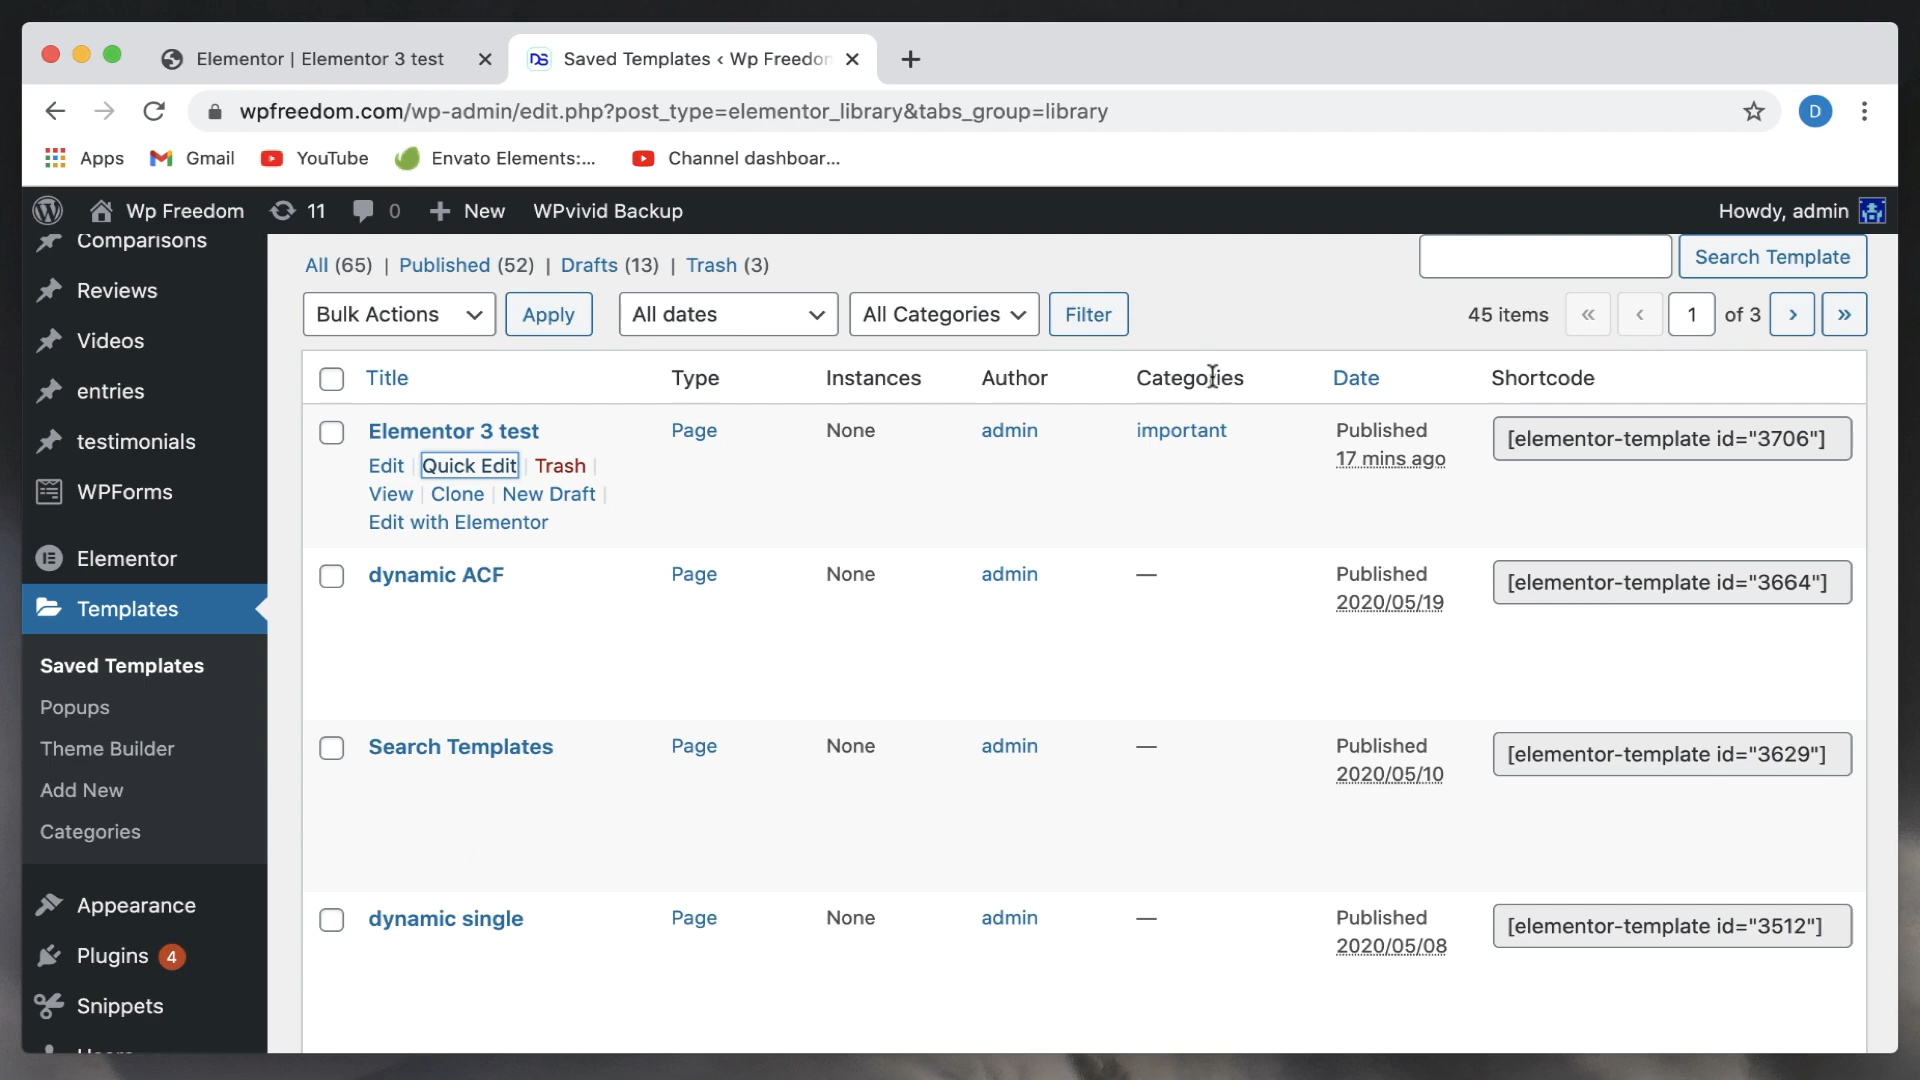 Elementor | Elementor 3 test
Saved Templates ‹ Wp Freedom
wpfreedom.com/wp-admin/edit.php?post_type=elementor_library&tabs_group=library
D
Apps
Gmail
YouTube
Envato Elements:...
Channel dashboar...
Wp Freedom
11
0
New
WPvivid Backup
Howdy, admin
Comparisons
Reviews
Videos
entries
testimonials
WPForms
Elementor
Templates
Saved Templates
Popups
Theme Builder
Add New
Categories
Appearance
Plugins 4
Snippets
All (65) | Published (52) | Drafts (13) | Trash (3)
Search Template
Bulk Actions
Apply
All dates
All Categories
Filter
45 items « ‹ 1 of 3 › »
Title Type Instances Author Categories Date Shortcode
Elementor 3 test Page None admin important Published [elementor-template id="3706"]
17 mins ago
Edit | Quick Edit | Trash |
View | Clone | New Draft |
Edit with Elementor
dynamic ACF Page None admin — Published [elementor-template id="3664"]
2020/05/19
Search Templates Page None admin — Published [elementor-template id="3629"]
2020/05/10
dynamic single Page None admin — Published [elementor-template id="3512"]
2020/05/08